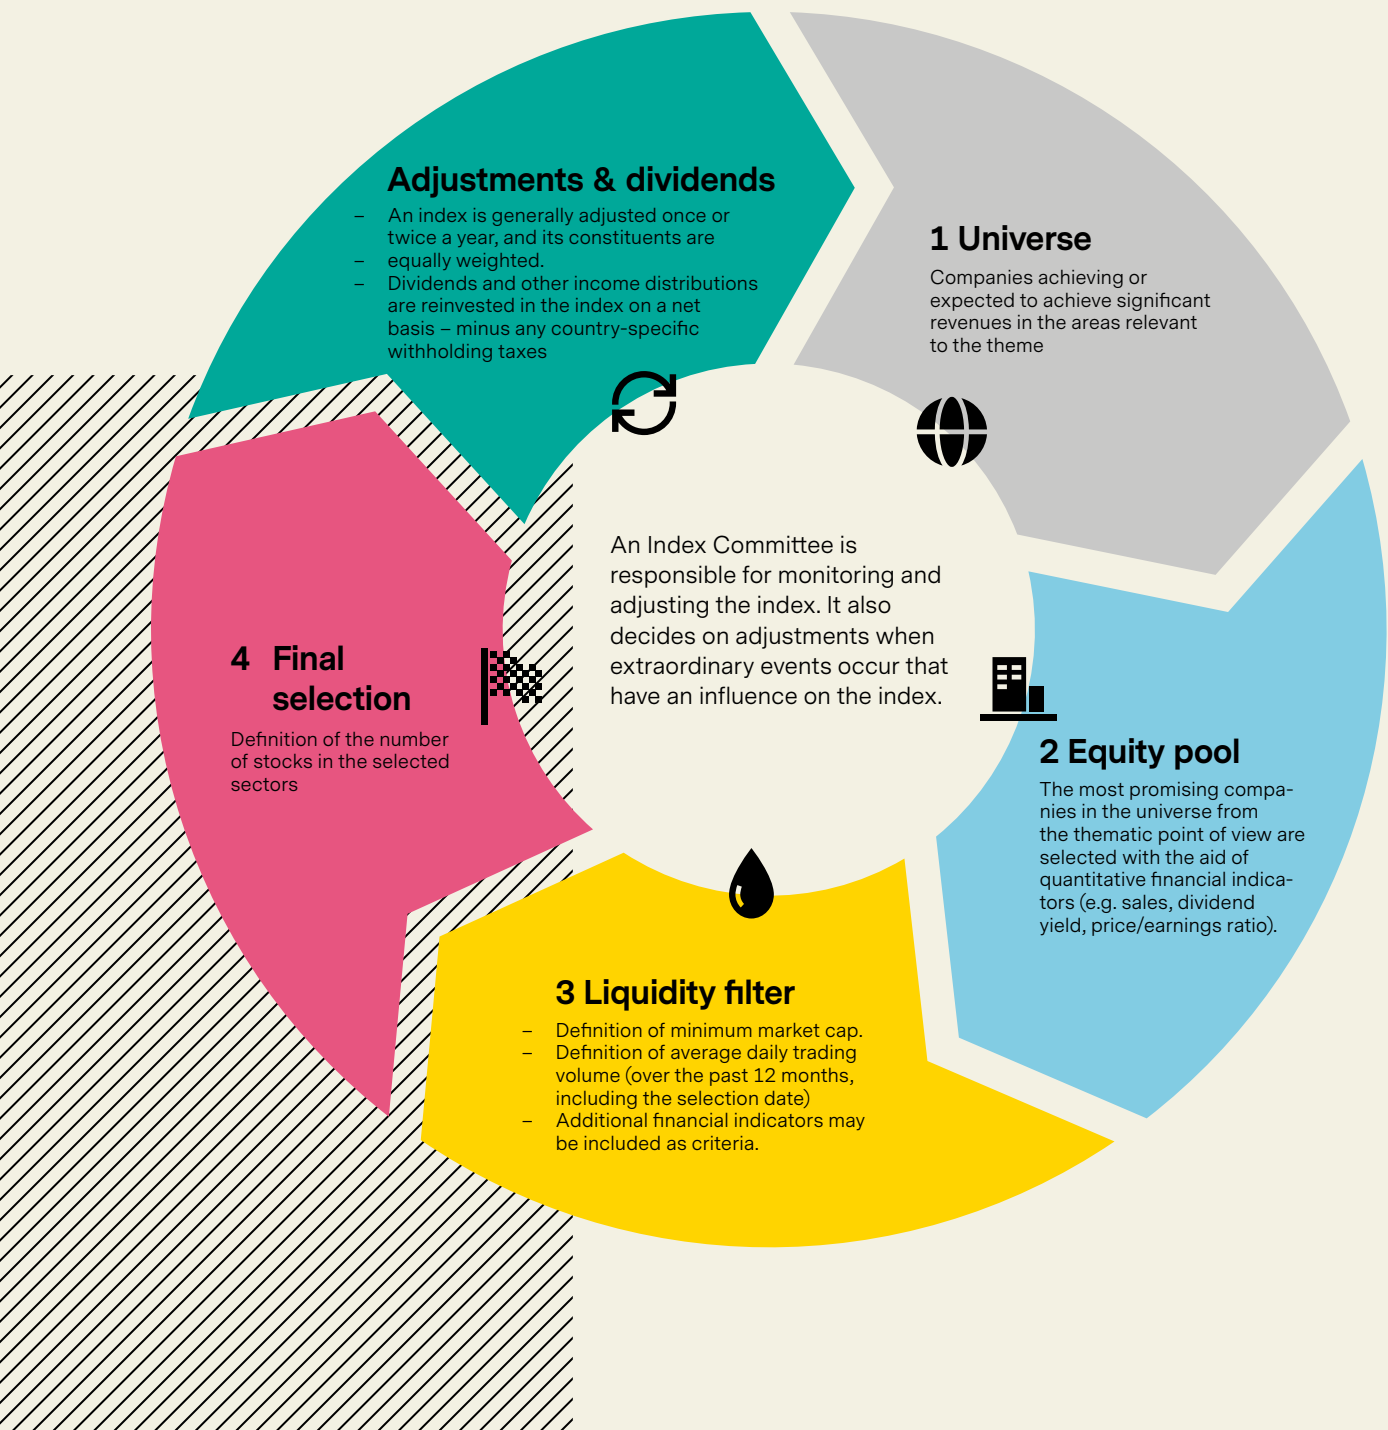 Adjustments & dividends
– An index is generally adjusted once or
twice a year, and its constituents are
– equally weighted.
– Dividends and other income distributions
are reinvested in the index on a net
basis – minus any country-specific
withholding taxes
1 Universe
Companies achieving or
expected to achieve significant
revenues in the areas relevant
to the theme
An Index Committee is
responsible for monitoring and
adjusting the index. It also
decides on adjustments when
extraordinary events occur that
have an influence on the index.
2 Equity pool
The most promising compa-
nies in the universe from
the thematic point of view are
selected with the aid of
quantitative financial indica-
tors (e.g. sales, dividend
yield, price/earnings ratio).
3 Liquidity filter
– Definition of minimum market cap.
– Definition of average daily trading
volume (over the past 12 months,
including the selection date)
– Additional financial indicators may
be included as criteria.
4 Final
selection
Definition of the number
of stocks in the selected
sectors